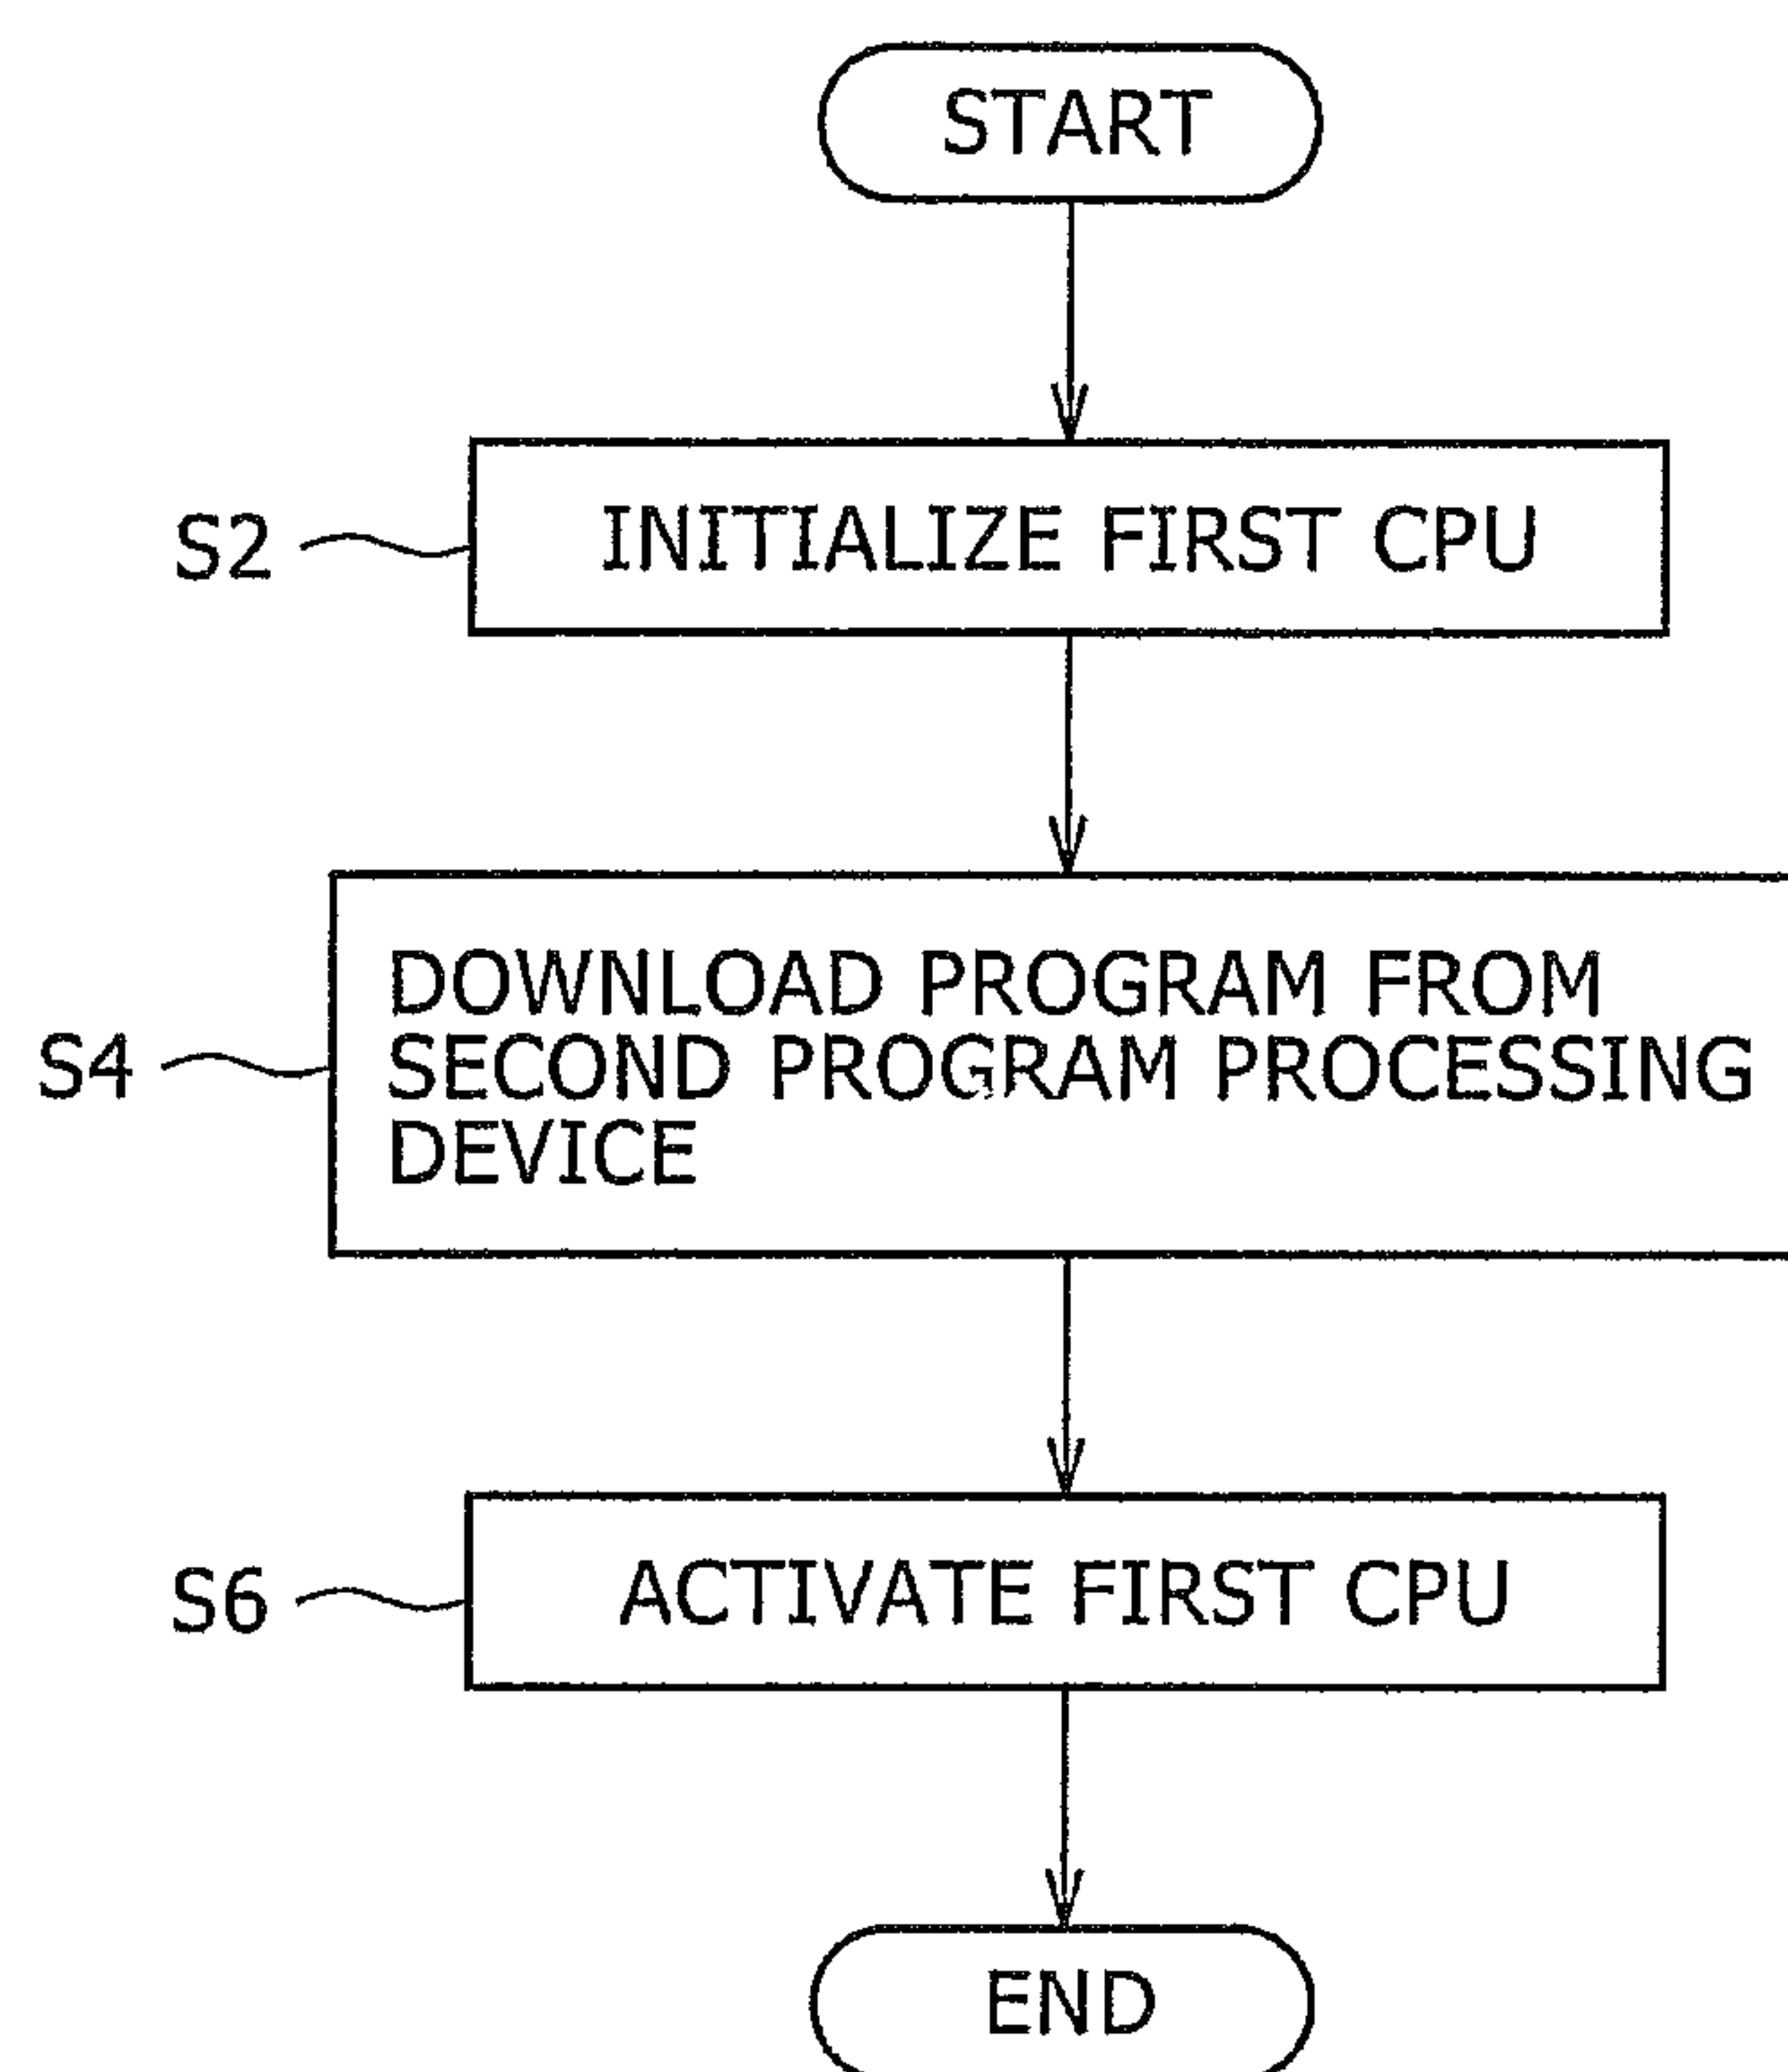 START
S2
INITIALIZE FIRST CPU
S4
DOWNLOAD PROGRAM FROM
SECOND PROGRAM PROCESSING
DEVICE
S6
ACTIVATE FIRST CPU
END